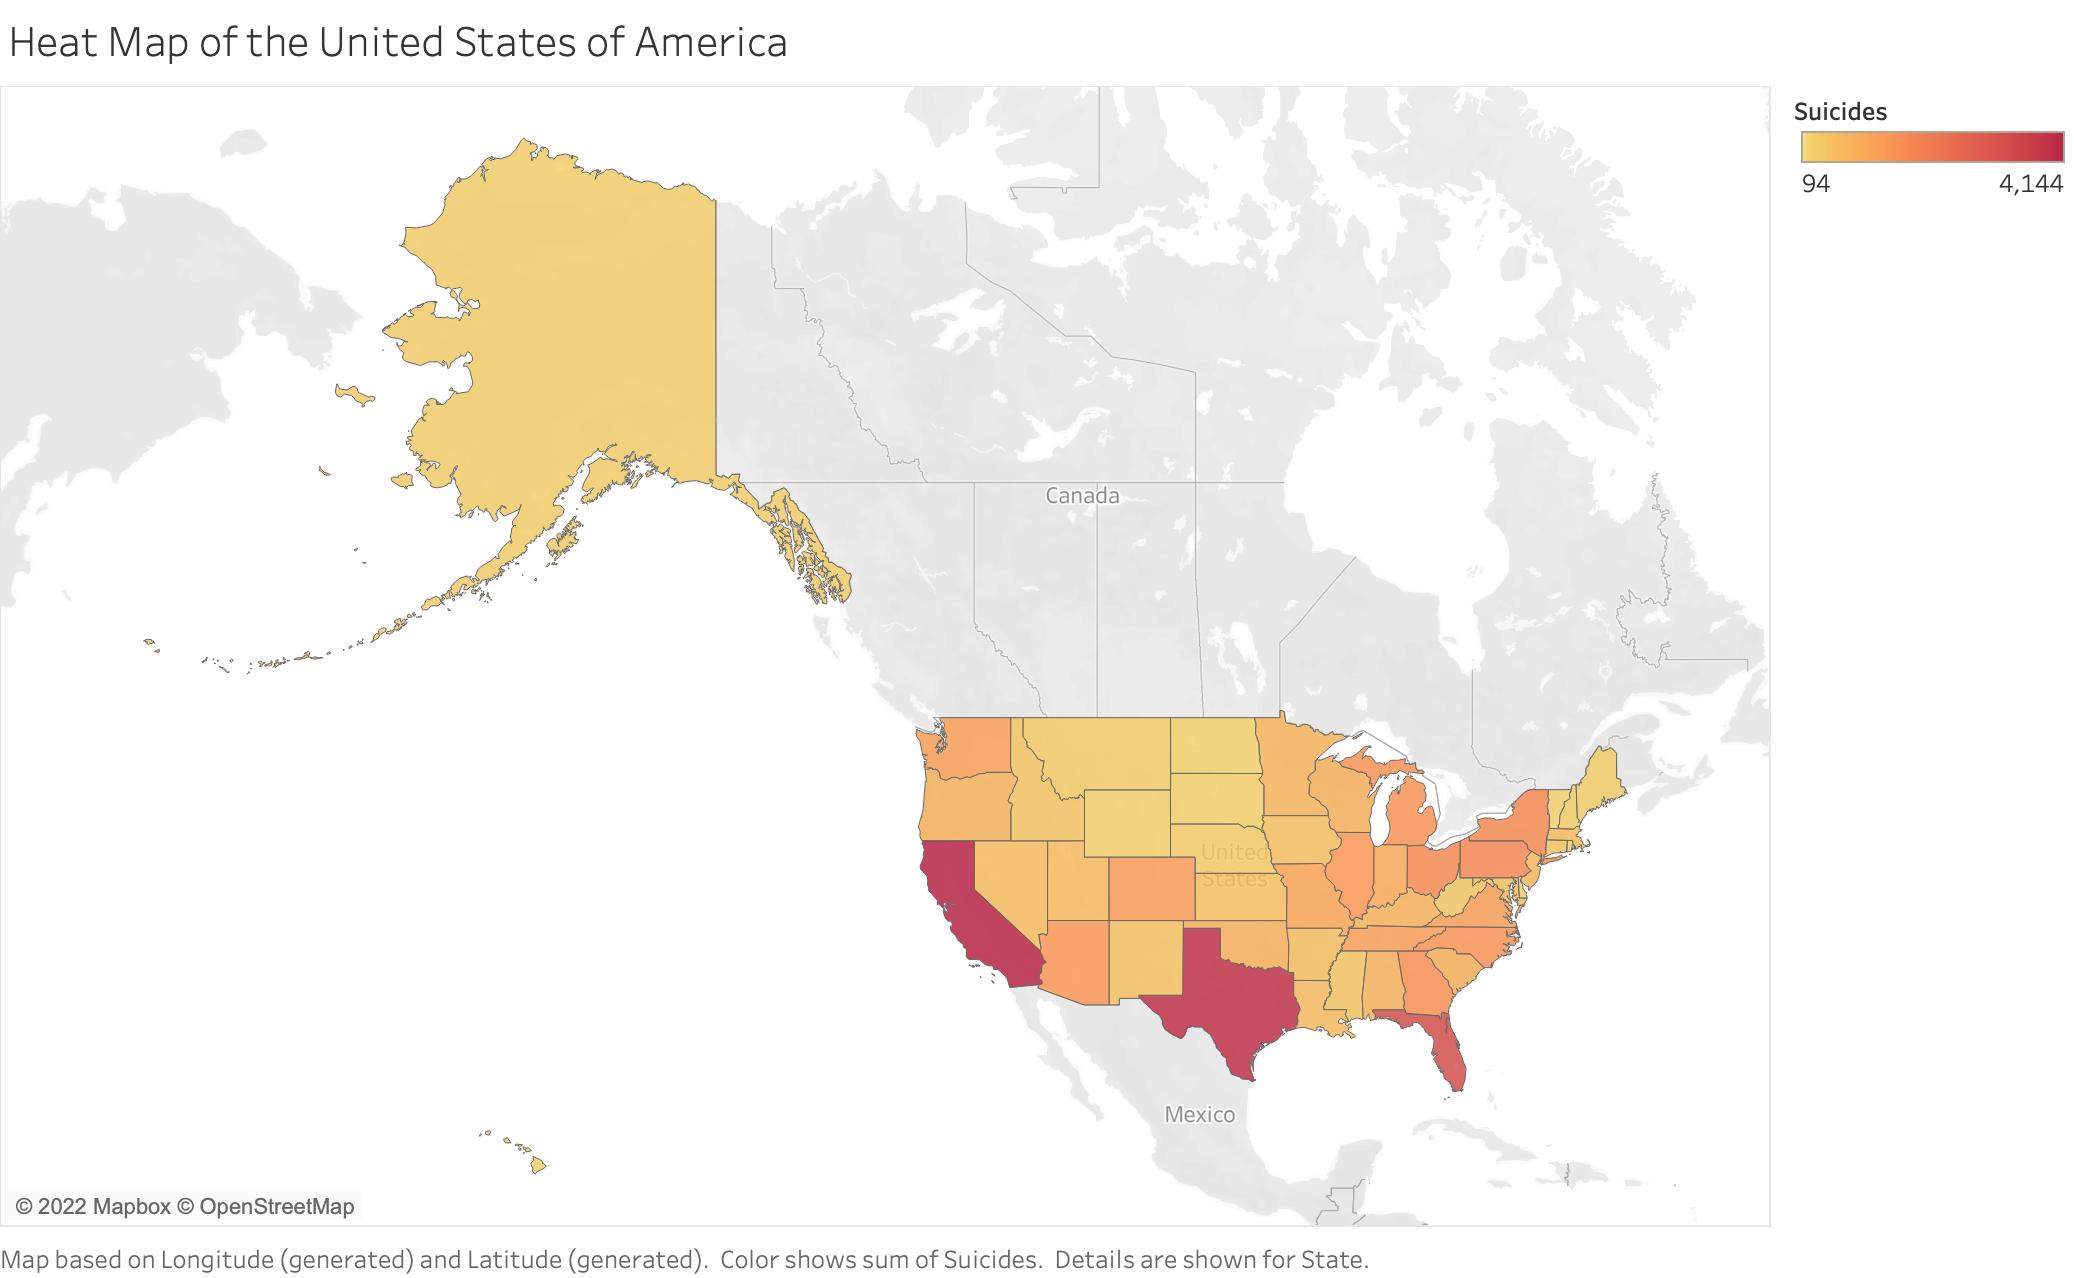 Heat Map of the United States of America
Suicides
94 4,144
Canada
United
States
Mexico
© 2022 Mapbox © OpenStreetMap
Map based on Longitude (generated) and Latitude (generated).  Color shows sum of Suicides.  Details are shown for State.